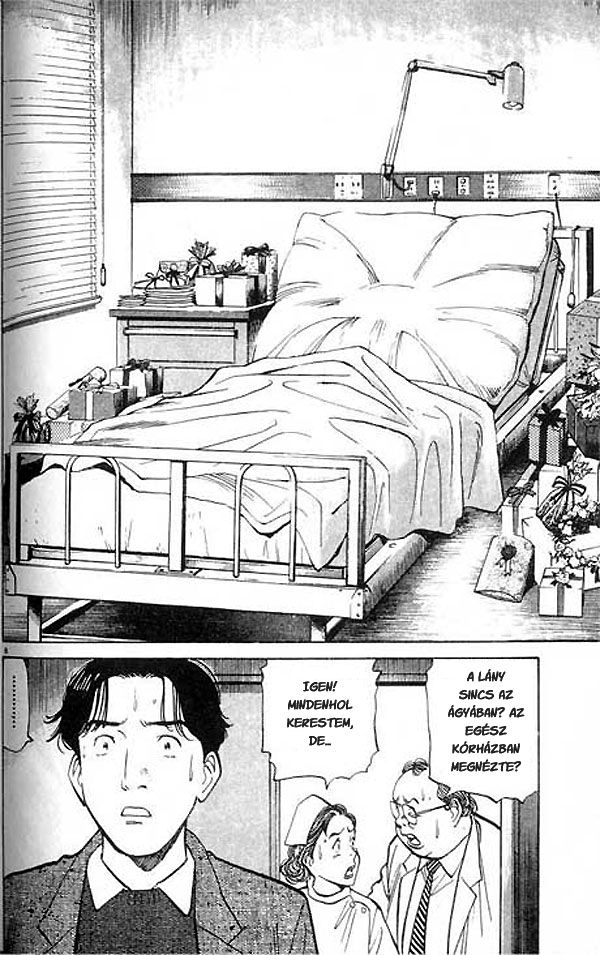 A LÁNY
SINCS AZ
ÁGYÁBAN? AZ
EGÉSZ
KÓRHÁZBAN
MEGNÉZTE?
IGEN!
MINDENHOL
KERESTEM,
DE...
.........